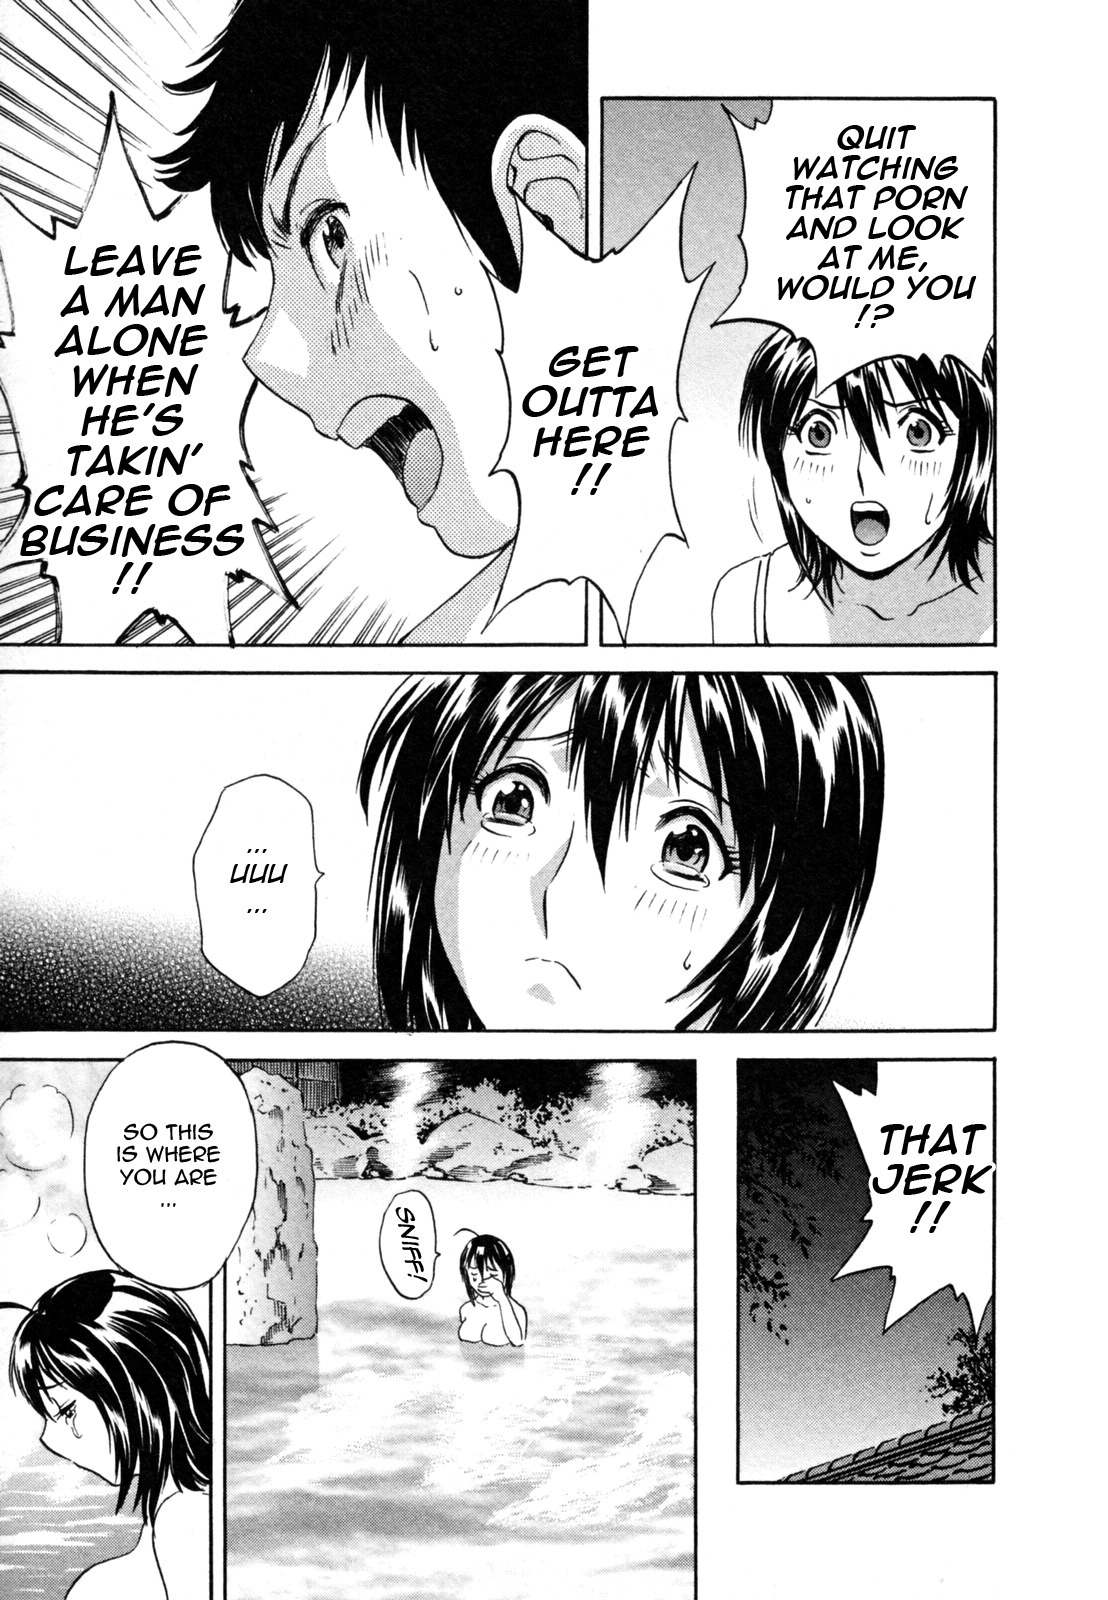 QUIT
WATCHING
THAT PORN
AND LOOK
AT ME,
WOULD YOU
!?
GET
OUTTA
HERE
!!
LEAVE
A MAN
ALONE
WHEN
HE'S
TAKIN'
CARE OF
BUSINESS
!!
...
UUU
...
THAT
JERK
!!
SNIFF!
SO THIS
IS WHERE
YOU ARE
...